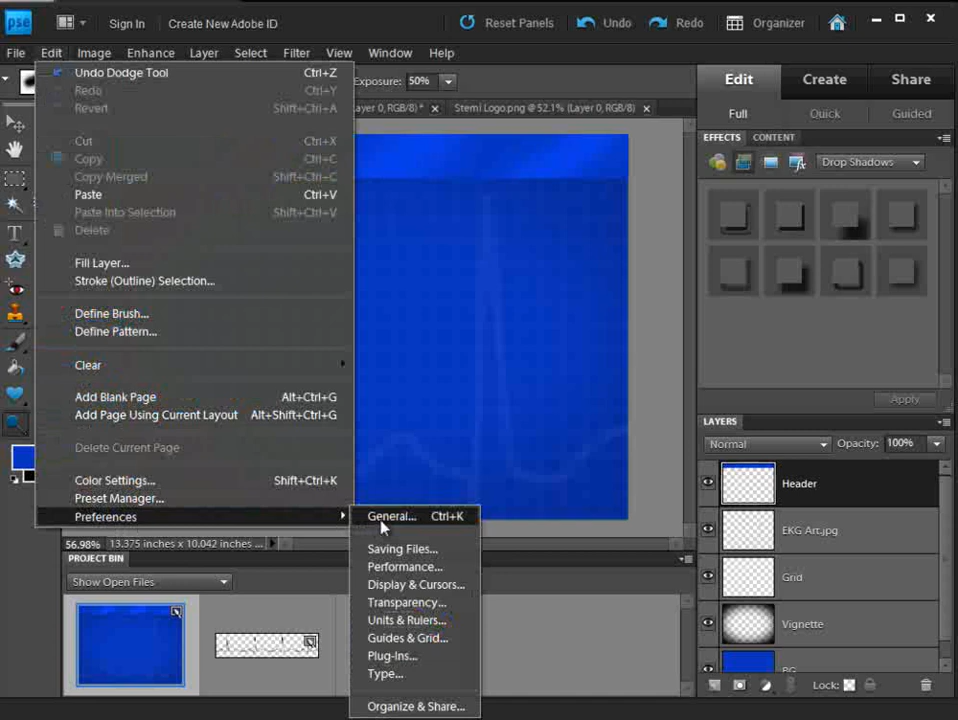 pse Sign In Create New Adobe ID Reset Panels Undo Redo Organizer
File Edit Image Enhance Layer Select Filter View Window Help
Exposure: 50%
Edit Create Share
Full Quick Guided
ayer 0, RGB/8) * Stemi Logo.png @ 52.1% (Layer 0, RGB/8)
Undo Dodge Tool Ctrl+Z
Redo Ctrl+Y
Revert Shift+Ctrl+A
Cut Ctrl+X
Copy Ctrl+C
Copy Merged Shift+Ctrl+C
Paste Ctrl+V
Paste Into Selection Shift+Ctrl+V
Delete
Fill Layer...
Stroke (Outline) Selection...
Define Brush...
Define Pattern...
Clear
Add Blank Page Alt+Ctrl+G
Add Page Using Current Layout Alt+Shift+Ctrl+G
Delete Current Page
Color Settings... Shift+Ctrl+K
Preset Manager...
Preferences
General... Ctrl+K
Saving Files...
Performance...
Display & Cursors...
Transparency...
Units & Rulers...
Guides & Grid...
Plug-Ins...
Type...
Organize & Share...
EFFECTS CONTENT
Drop Shadows
Apply
LAYERS
Normal Opacity: 100%
Header
EKG Art.jpg
Grid
Vignette
BG
Lock:
56.98% 13.375 inches x 10.042 inches
PROJECT BIN
Show Open Files
T